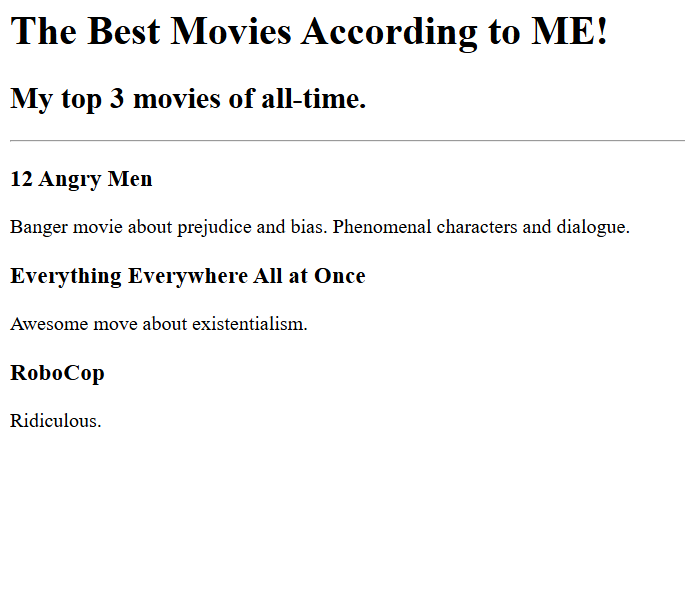 The Best Movies According to ME!
My top 3 movies of all-time.
12 Angry Men
Banger movie about prejudice and bias. Phenomenal characters and dialogue.
Everything Everywhere All at Once
Awesome move about existentialism.
RoboCop
Ridiculous.